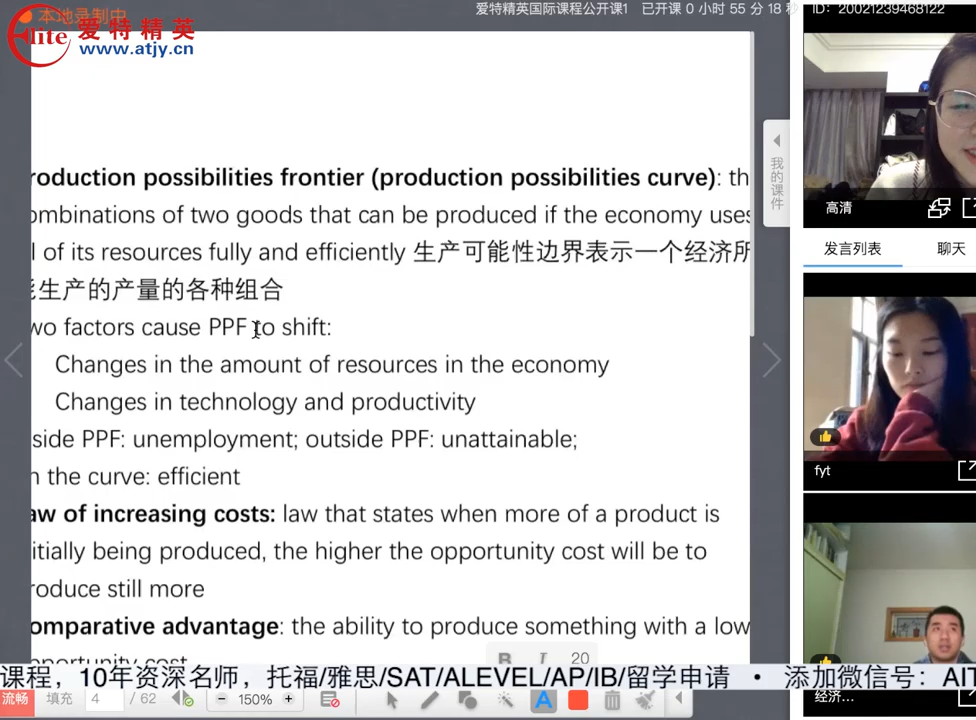 本地录制中
Elite 爱特精英
www.atjy.cn
爱特精英国际课程公开课1 已开课 0 小时 55 分 18 秒
ID: 20021239468122
roduction possibilities frontier (production possibilities curve): th
ombinations of two goods that can be produced if the economy uses
l of its resources fully and efficiently 生产可能性边界表示一个经济所
能生产的产量的各种组合
wo factors cause PPF to shift:
Changes in the amount of resources in the economy
Changes in technology and productivity
side PPF: unemployment; outside PPF: unattainable;
n the curve: efficient
aw of increasing costs: law that states when more of a product is
itially being produced, the higher the opportunity cost will be to
roduce still more
omparative advantage: the ability to produce something with a low
pportunity cost
我的课件
高清
发言列表 聊天
fyt
经济...
B I 20
课程，10年资深名师，托福/雅思/SAT/ALEVEL/AP/IB/留学申请 · 添加微信号：AIT
流畅 填充 4 / 62 150% A